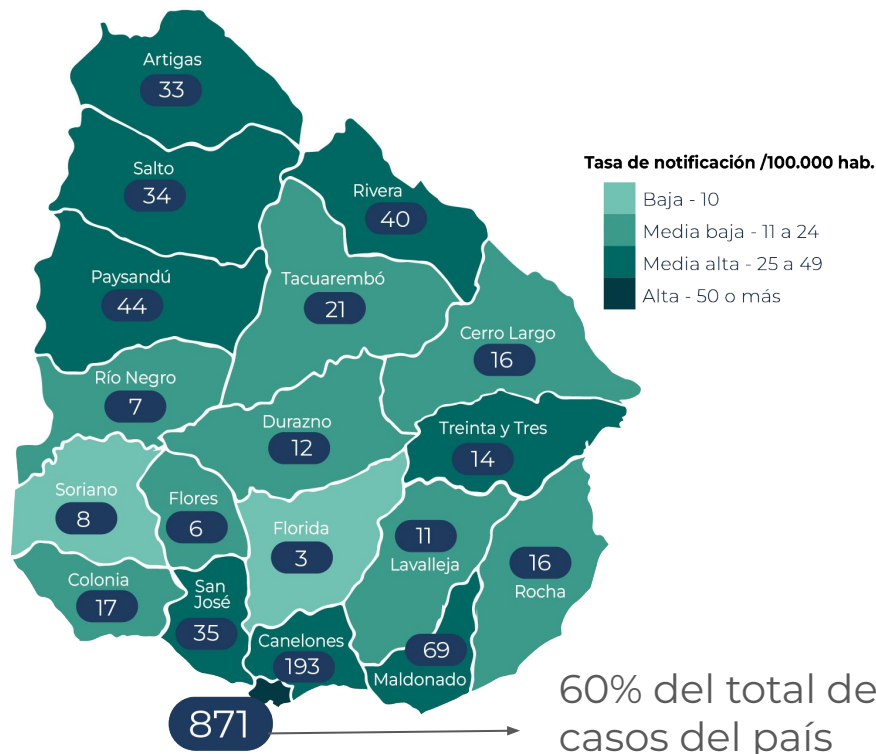 Artigas
33
Salto
34
Rivera
40
Tasa de notificación /100.000 hab.
Baja - 10
Media baja - 11 a 24
Media alta - 25 a 49
Alta - 50 o más
Paysandú
44
Tacuarembó
21
Cerro Largo
16
Río Negro
7
Durazno
12
Treinta y Tres
14
Soriano
8
Flores
6
Florida
3
11
Lavalleja
16
Rocha
Colonia
17
San
José
35
Canelones
193
69
Maldonado
871
60% del total de
casos del país